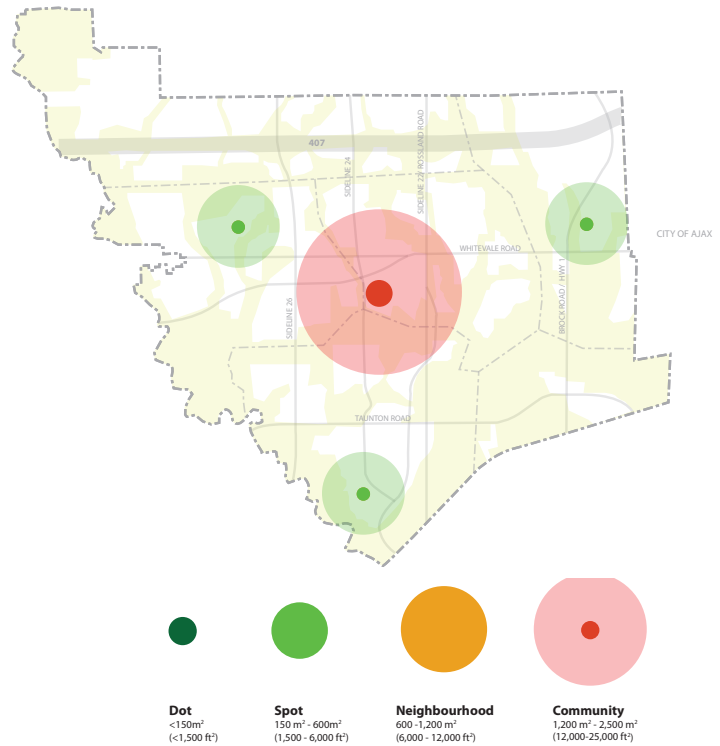 407
SIDELINE 24
SIDELINE 22/ ROSSLAND ROAD
CITY OF AJAX
WHITEVALE ROAD
SIDELINE 26
BROCK ROAD / HWY 1
TAUNTON ROAD
Dot
<150m²
(<1,500 ft²)
Spot
150 m² - 600m²
(1,500 - 6,000 ft²)
Neighbourhood
600 -1,200 m²
(6,000 - 12,000 ft²)
Community
1,200 m² - 2,500 m²
(12,000-25,000 ft²)